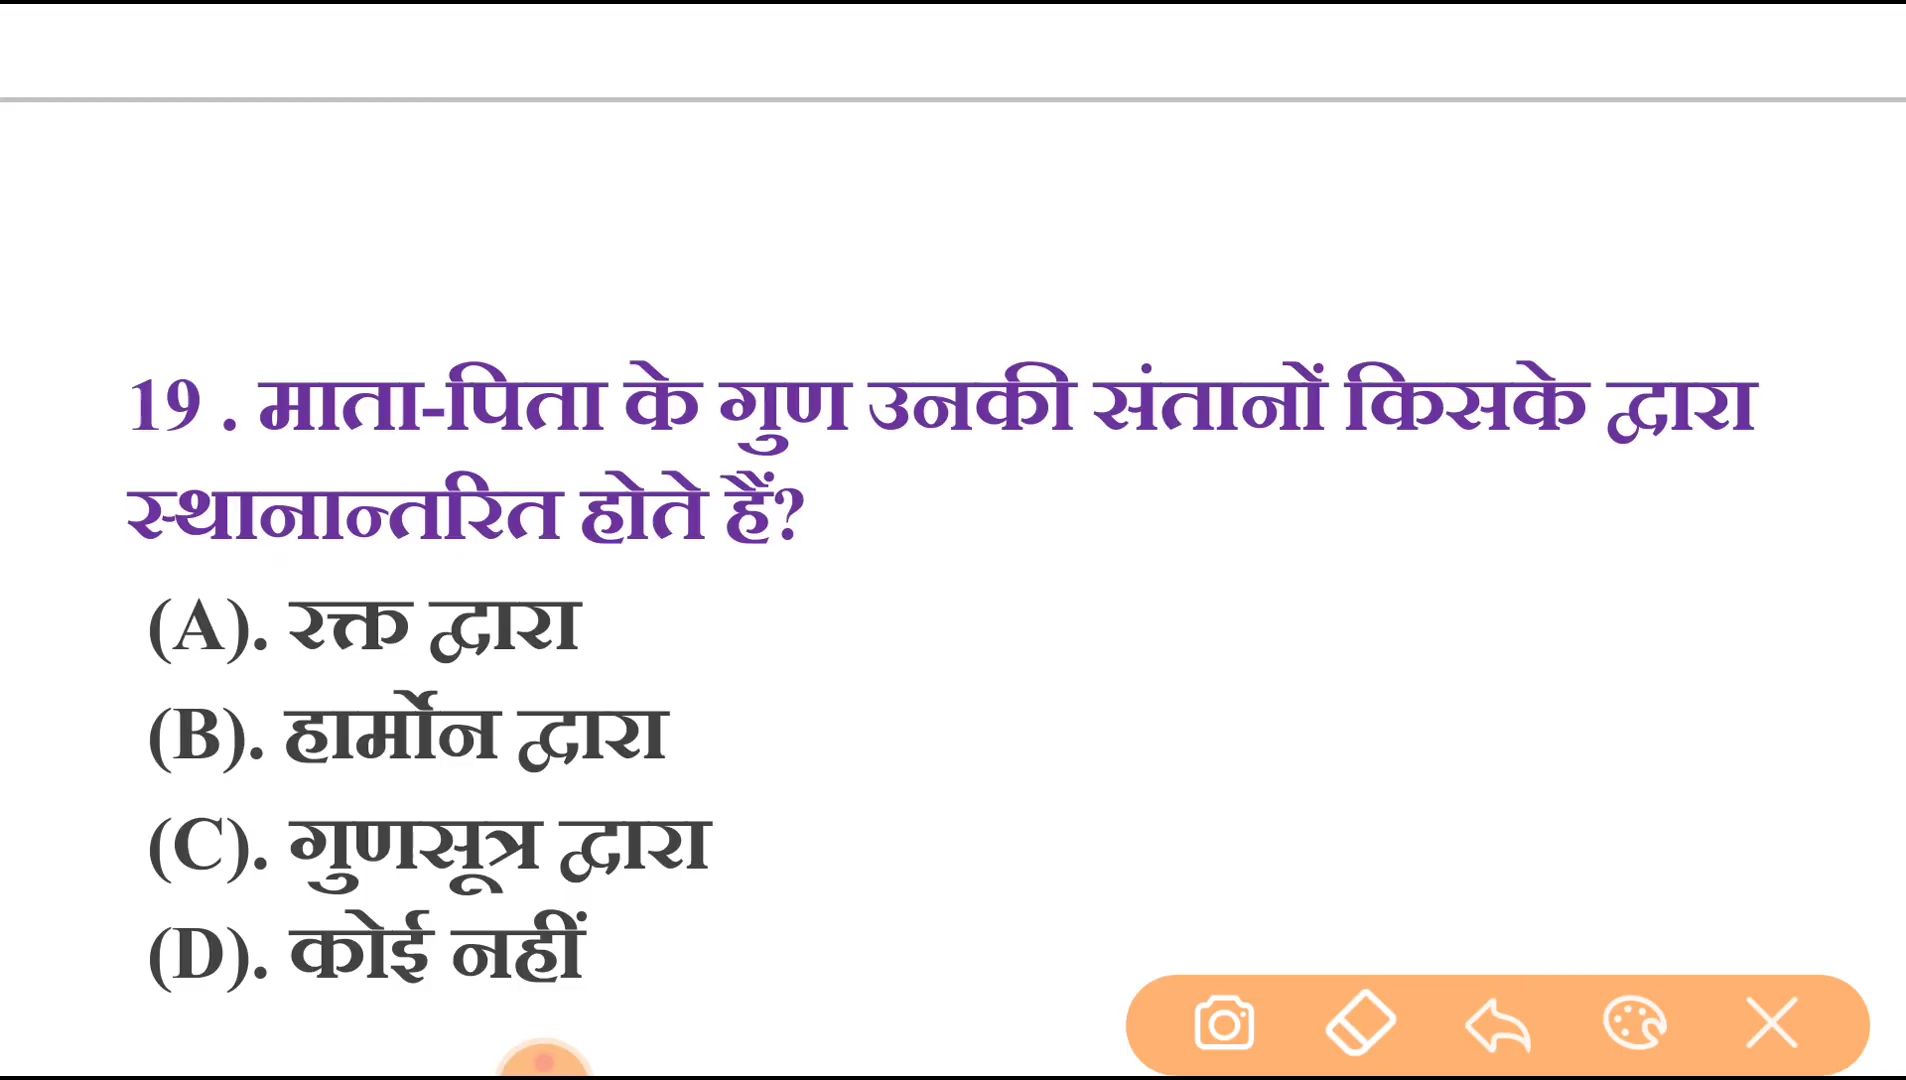 19 . माता-पिता के गुण उनकी संतानों किसके द्वारा
स्थानान्तरित होते हैं?
(A). रक्त द्वारा
(B). हार्मोन द्वारा
(C). गुणसूत्र द्वारा
(D). कोई नहीं